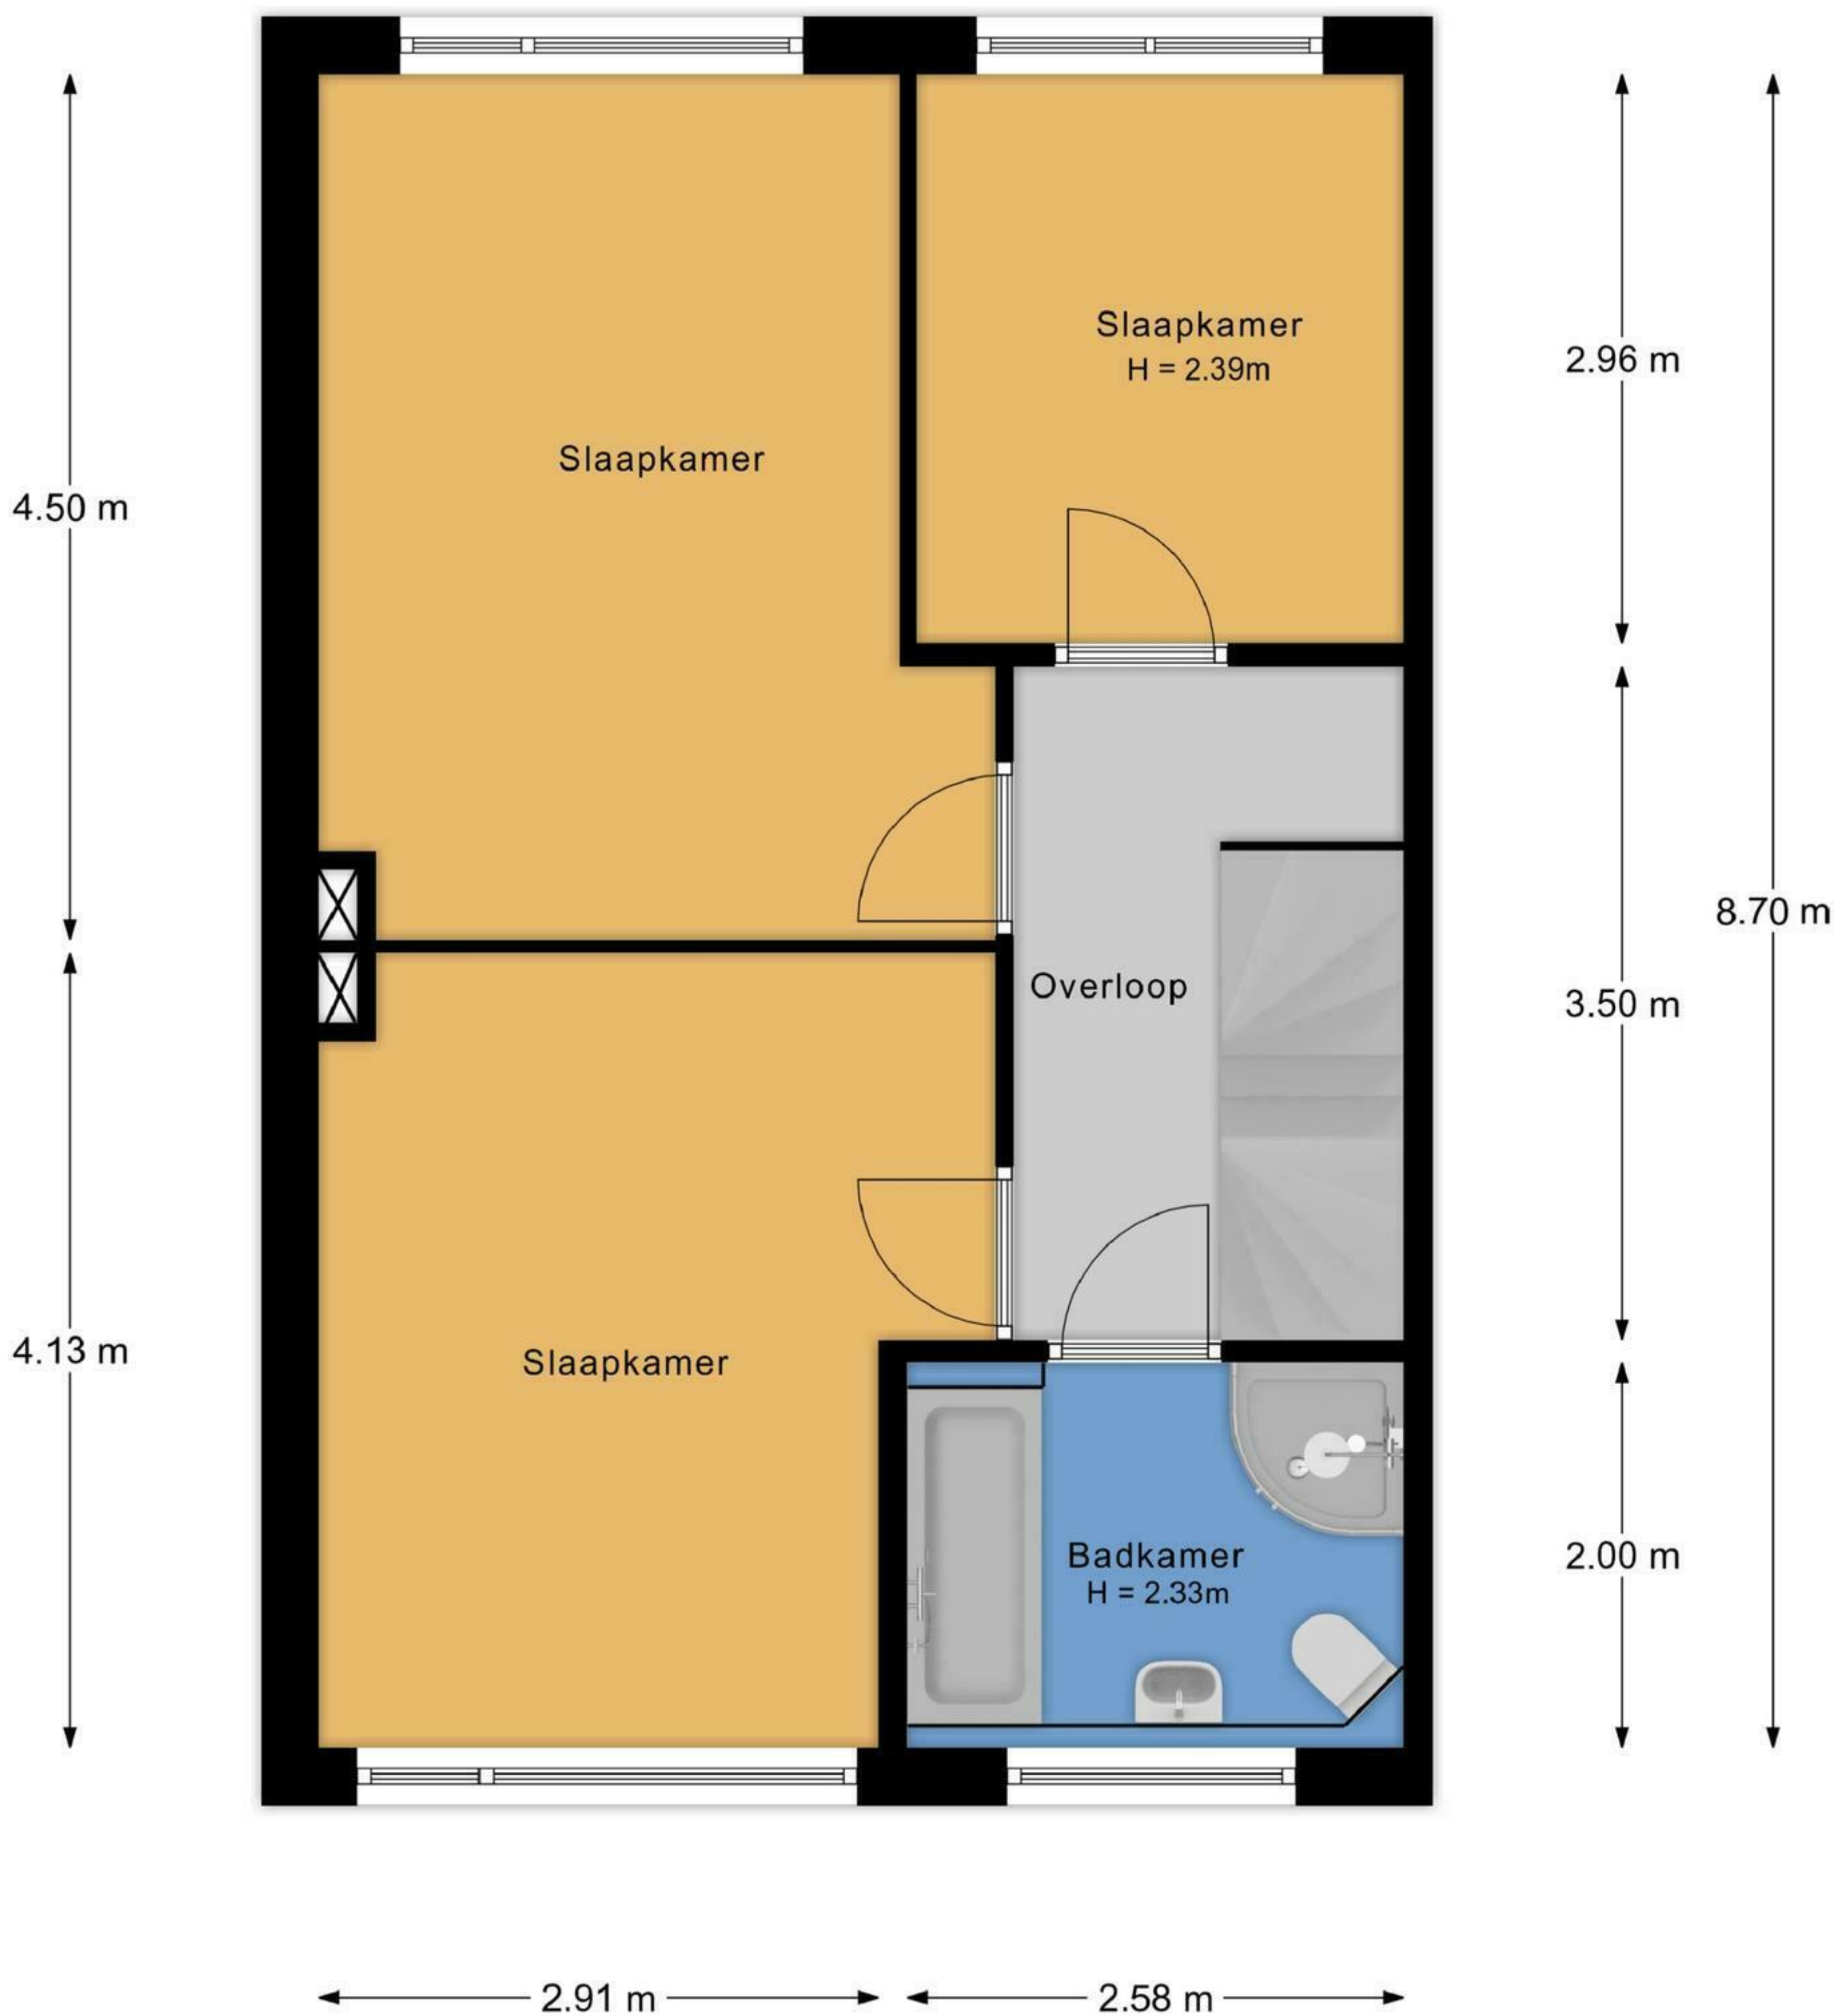 Slaapkamer
H = 2.39m
2.96 m
Slaapkamer
4.50 m
8.70 m
Overloop
3.50 m
4.13 m
Slaapkamer
Badkamer
H = 2.33m
2.00 m
2.91 m
2.58 m